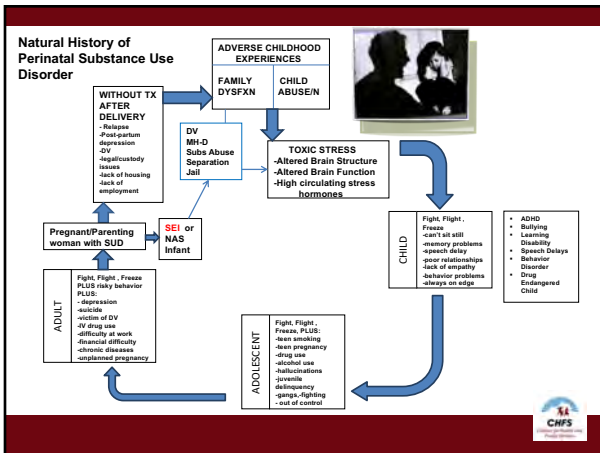 Natural History of
Perinatal Substance Use
Disorder
ADVERSE CHILDHOOD
EXPERIENCES
FAMILY
DYSFXN
CHILD
ABUSE/N
WITHOUT TX
AFTER
DELIVERY
- Relapse
-Post-partum
depression
-DV
-legal/custody
issues
-lack of housing
-lack of
employment
DV
MH-D
Subs Abuse
Separation
Jail
TOXIC STRESS
-Altered Brain Structure
-Altered Brain Function
-High circulating stress
hormones
Pregnant/Parenting
woman with SUD
SEI or
NAS
Infant
CHILD
Fight, Flight ,
Freeze
-can't sit still
-memory problems
-speech delay
-poor relationships
-lack of empathy
-behavior problems
-always on edge
▪ ADHD
▪ Bullying
▪ Learning
Disability
▪ Speech Delays
▪ Behavior
Disorder
▪ Drug
Endangered
Child
ADULT
Fight, Flight , Freeze
PLUS risky behavior
PLUS:
- depression
-suicide
-victim of DV
-IV drug use
-difficulty at work
-financial difficulty
-chronic diseases
-unplanned pregnancy
ADOLESCENT
Fight, Flight ,
Freeze, PLUS:
-teen smoking
-teen pregnancy
-drug use
-alcohol use
-hallucinations
-juvenile
delinquency
-gangs,-fighting
- out of control
CHFS